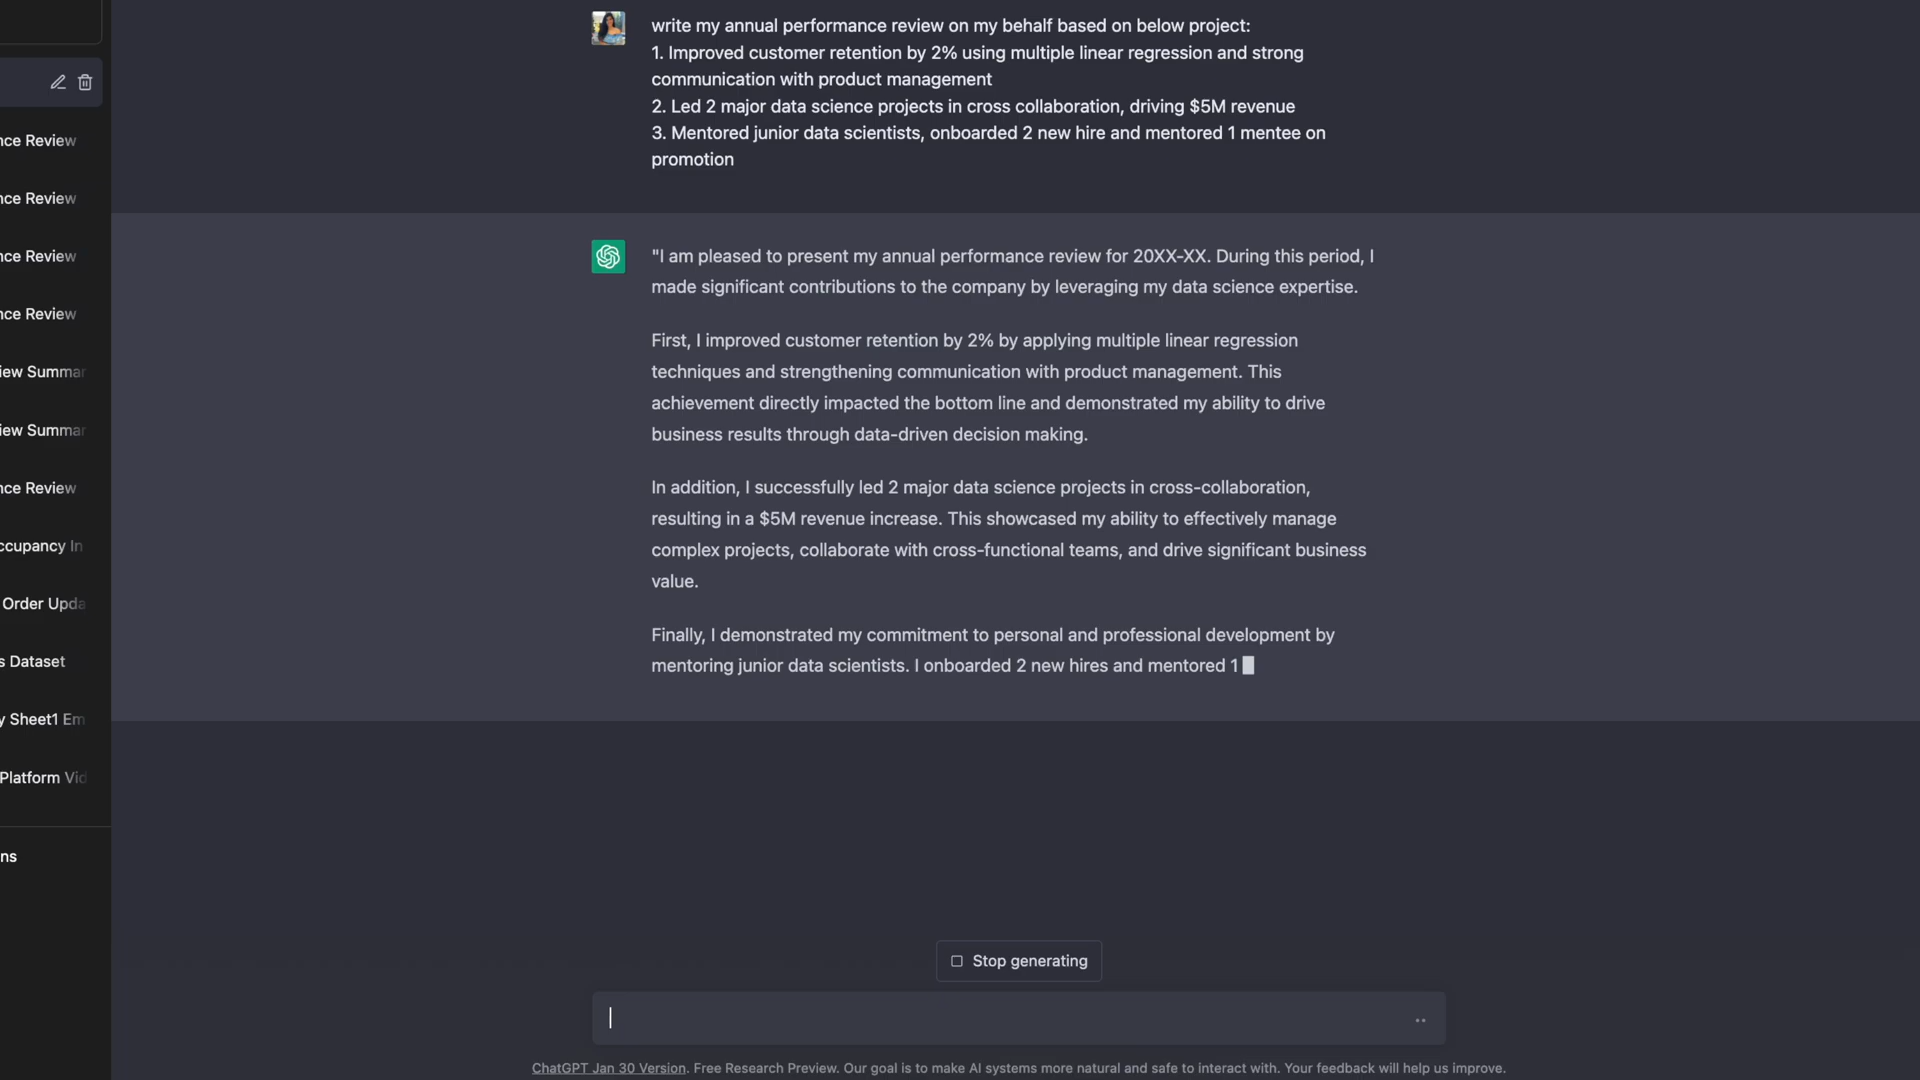 write my annual performance review on my behalf based on below project:
1. Improved customer retention by 2% using multiple linear regression and strong
communication with product management
2. Led 2 major data science projects in cross collaboration, driving $5M revenue
3. Mentored junior data scientists, onboarded 2 new hire and mentored 1 mentee on
promotion
nce Review
nce Review
nce Review
nce Review
iew Summar
iew Summar
nce Review
ccupancy In
Order Upda
s Dataset
y Sheet1 Em
Platform Vid
ns
"I am pleased to present my annual performance review for 20XX-XX. During this period, I
made significant contributions to the company by leveraging my data science expertise.
First, I improved customer retention by 2% by applying multiple linear regression
techniques and strengthening communication with product management. This
achievement directly impacted the bottom line and demonstrated my ability to drive
business results through data-driven decision making.
In addition, I successfully led 2 major data science projects in cross-collaboration,
resulting in a $5M revenue increase. This showcased my ability to effectively manage
complex projects, collaborate with cross-functional teams, and drive significant business
value.
Finally, I demonstrated my commitment to personal and professional development by
mentoring junior data scientists. I onboarded 2 new hires and mentored 1
Stop generating
ChatGPT Jan 30 Version. Free Research Preview. Our goal is to make AI systems more natural and safe to interact with. Your feedback will help us improve.